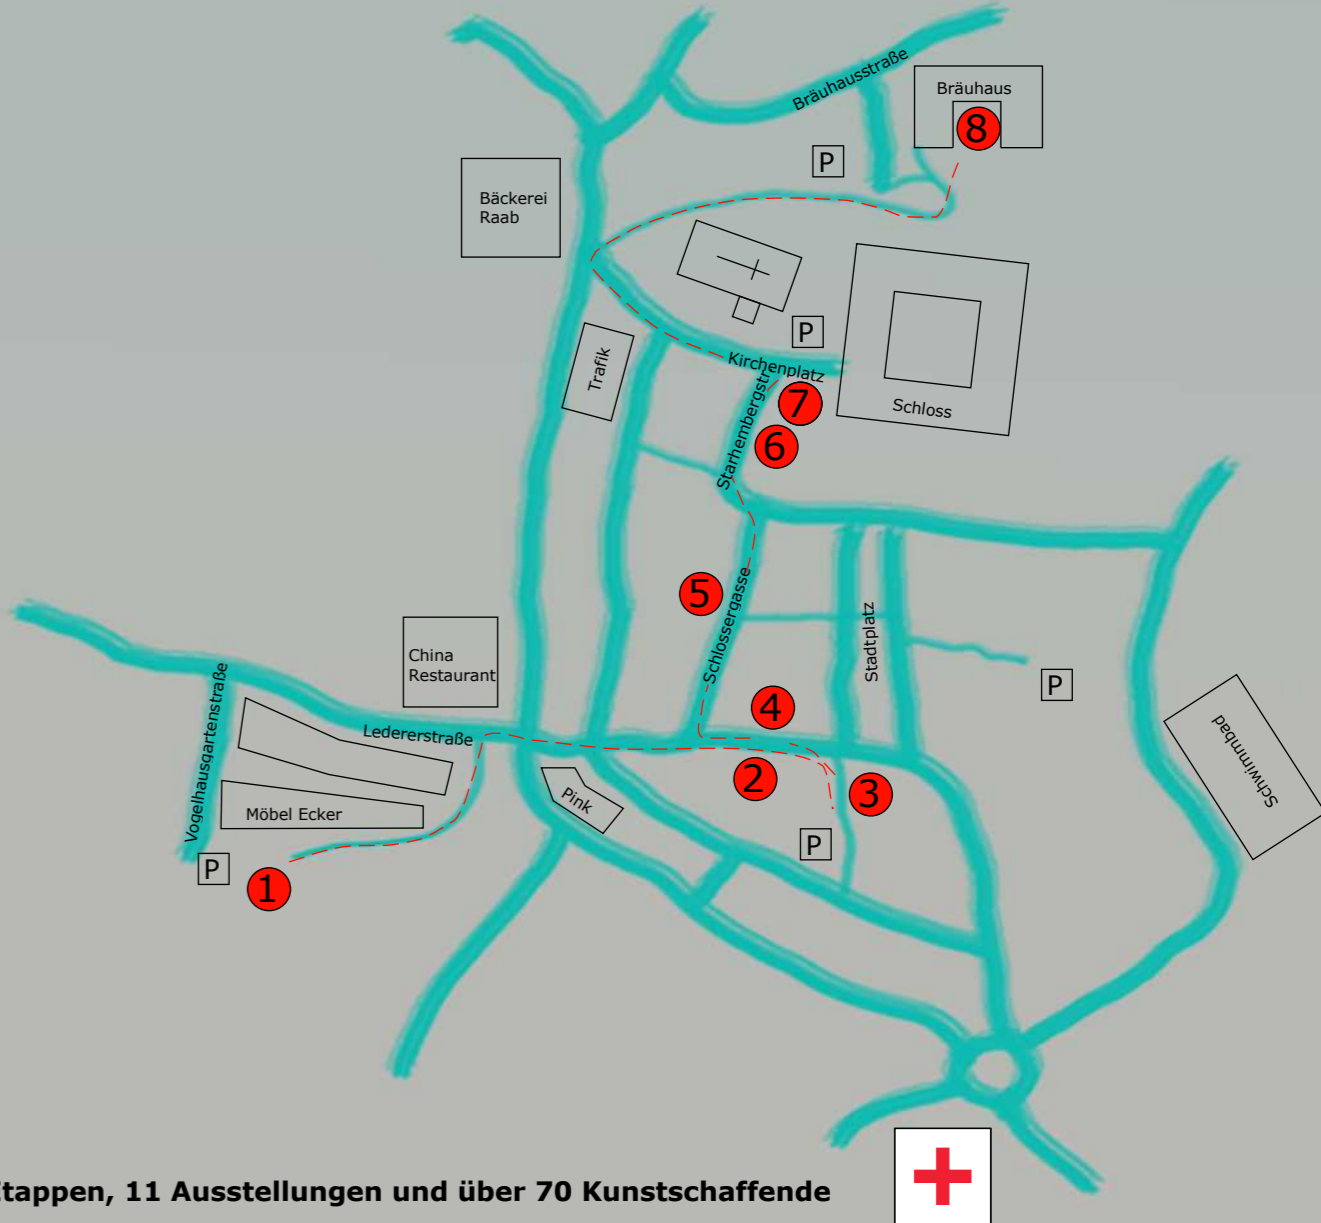 Bräuhausstraße
Bräuhaus
8
P
Bäckerei
Raab
P
Trafik
Kirchenplatz
Starhembergstr.
7
6
Schloss
5
Schlossergasse
Stadtplatz
P
China
Restaurant
Vogelhausgartenstraße
Ledererstraße
4
2
3
Schwimmbad
Möbel Ecker
Pink
P
P
1
Etappen, 11 Ausstellungen und über 70 Kunstschaffende